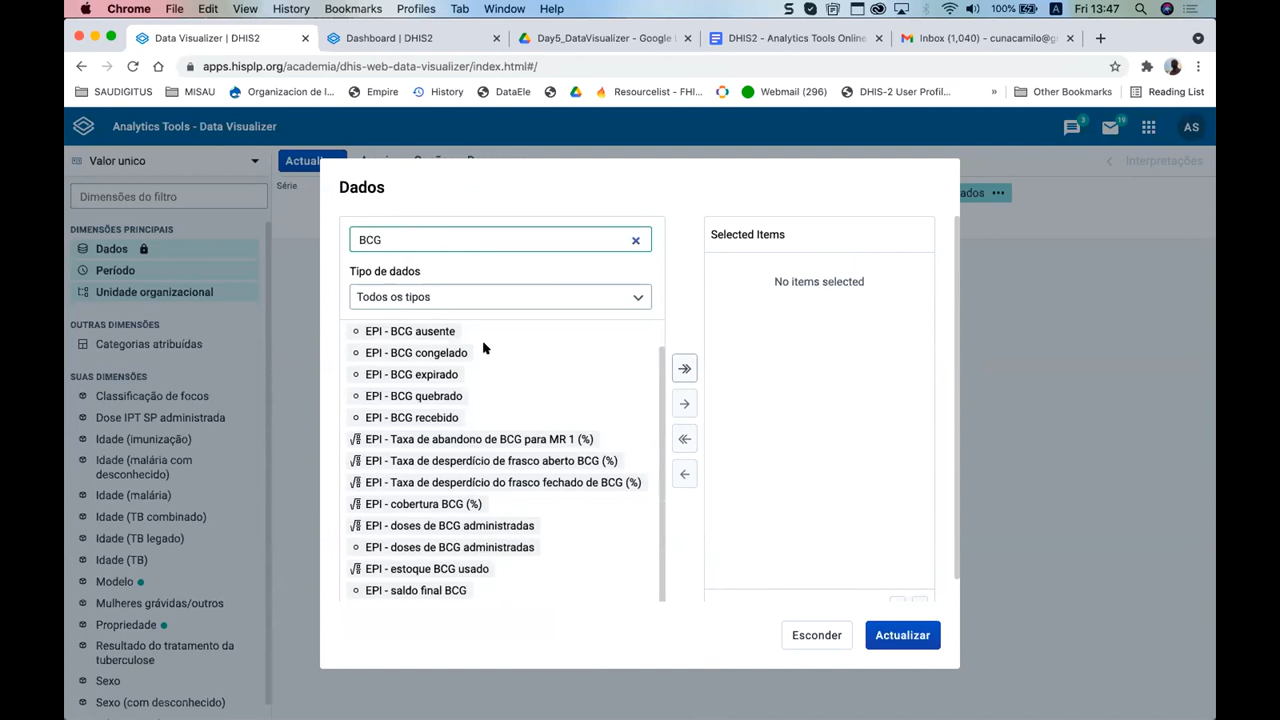 Chrome File Edit View History Bookmarks Profiles Tab Window Help 100% Fri 13:47
Data Visualizer | DHIS2
Dashboard | DHIS2
Day5_DataVisualizer - Google
DHIS2 - Analytics Tools Online
Inbox (1,040) - cunacamilo@g
apps.hisplp.org/academia/dhis-web-data-visualizer/index.html#/
SAUDIGITUS MISAU Organizacion de I... Empire History DataEle Resourcelist - FHI... Webmail (296) DHIS-2 User Profil... » Other Bookmarks Reading List
Analytics Tools - Data Visualizer 3 19 AS
Valor unico
Interpretações
Série
Dimensões do filtro
DIMENSÕES PRINCIPAIS
Dados
Período
Unidade organizacional
OUTRAS DIMENSÕES
Categorias atribuídas
SUAS DIMENSÕES
Classificação de focos
Dose IPT SP administrada
Idade (imunização)
Idade (malária com
desconhecido)
Idade (malária)
Idade (TB combinado)
Idade (TB legado)
Idade (TB)
Modelo
Mulheres grávidas/outros
Propriedade
Resultado do tratamento da
tuberculose
Sexo
Sexo (com desconhecido)
Dados
BCG
Tipo de dados
Todos os tipos
EPI - BCG ausente
EPI - BCG congelado
EPI - BCG expirado
EPI - BCG quebrado
EPI - BCG recebido
EPI - Taxa de abandono de BCG para MR 1 (%)
EPI - Taxa de desperdício de frasco aberto BCG (%)
EPI - Taxa de desperdício do frasco fechado de BCG (%)
EPI - cobertura BCG (%)
EPI - doses de BCG administradas
EPI - doses de BCG administradas
EPI - estoque BCG usado
EPI - saldo final BCG
Selected Items
No items selected
Esconder
Actualizar